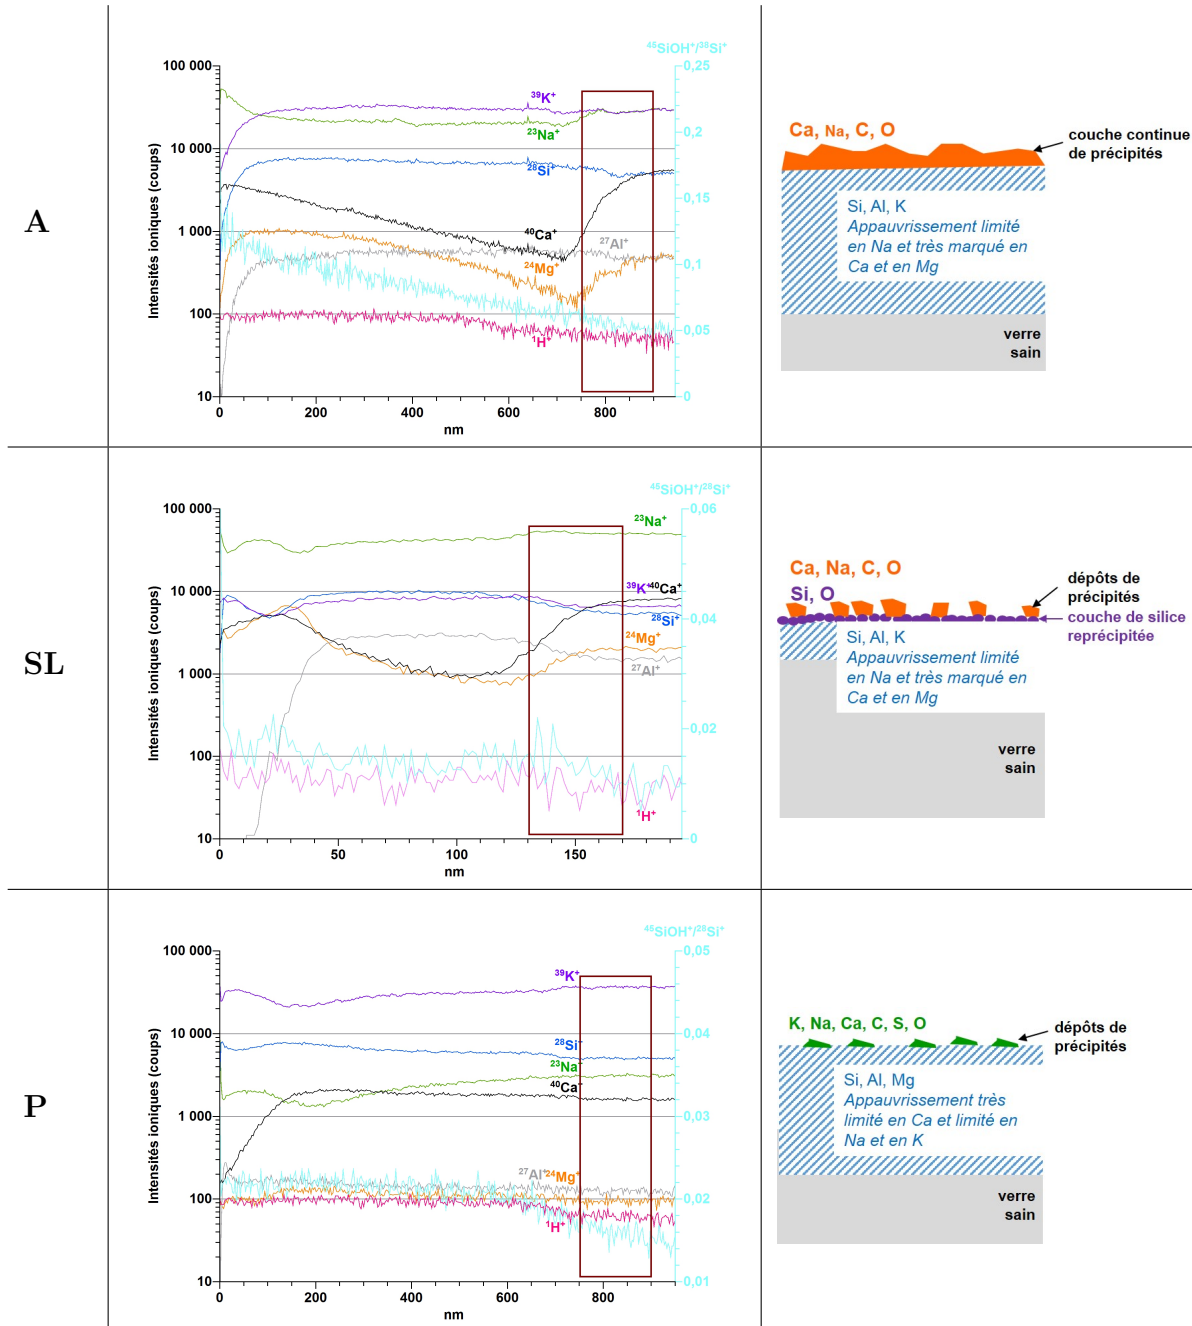 A
⁴⁵SiOH⁺/³⁸Si⁺
100 000
10 000
1 000
100
10
Intensités ioniques (coups)
0,25
0,2
0,15
0,1
0,05
0
³⁹K⁺
²³Na⁺
²⁸Si⁺
⁴⁰Ca⁺
²⁷Al⁺
²⁴Mg⁺
¹H⁺
0 200 400 600 800
nm
Ca, Na, C, O
couche continue
de précipités
Si, Al, K
Appauvrissement limité
en Na et très marqué en
Ca et en Mg
verre
sain
SL
⁴⁵SiOH⁺/²⁸Si⁺
100 000
10 000
1 000
100
10
Intensités ioniques (coups)
0,06
0,04
0,02
0
²³Na⁺
³⁹K⁺ ⁴⁰Ca⁺
²⁸Si⁺
²⁴Mg⁺
²⁷Al⁺
¹H⁺
0 50 100 150
nm
Ca, Na, C, O
Si, O
dépôts de
précipités
couche de silice
reprécipitée
Si, Al, K
Appauvrissement limité
en Na et très marqué en
Ca et en Mg
verre
sain
P
⁴⁵SiOH⁺/²⁸Si⁺
100 000
10 000
1 000
100
10
Intensités ioniques (coups)
0,05
0,04
0,03
0,02
0,01
³⁹K⁺
²⁸Si⁺
²³Na⁺
⁴⁰Ca⁺
²⁷Al⁺ ²⁴Mg⁺
¹H⁺
0 200 400 600 800
nm
K, Na, Ca, C, S, O
dépôts de
précipités
Si, Al, Mg
Appauvrissement très
limité en Ca et limité en
Na et en K
verre
sain